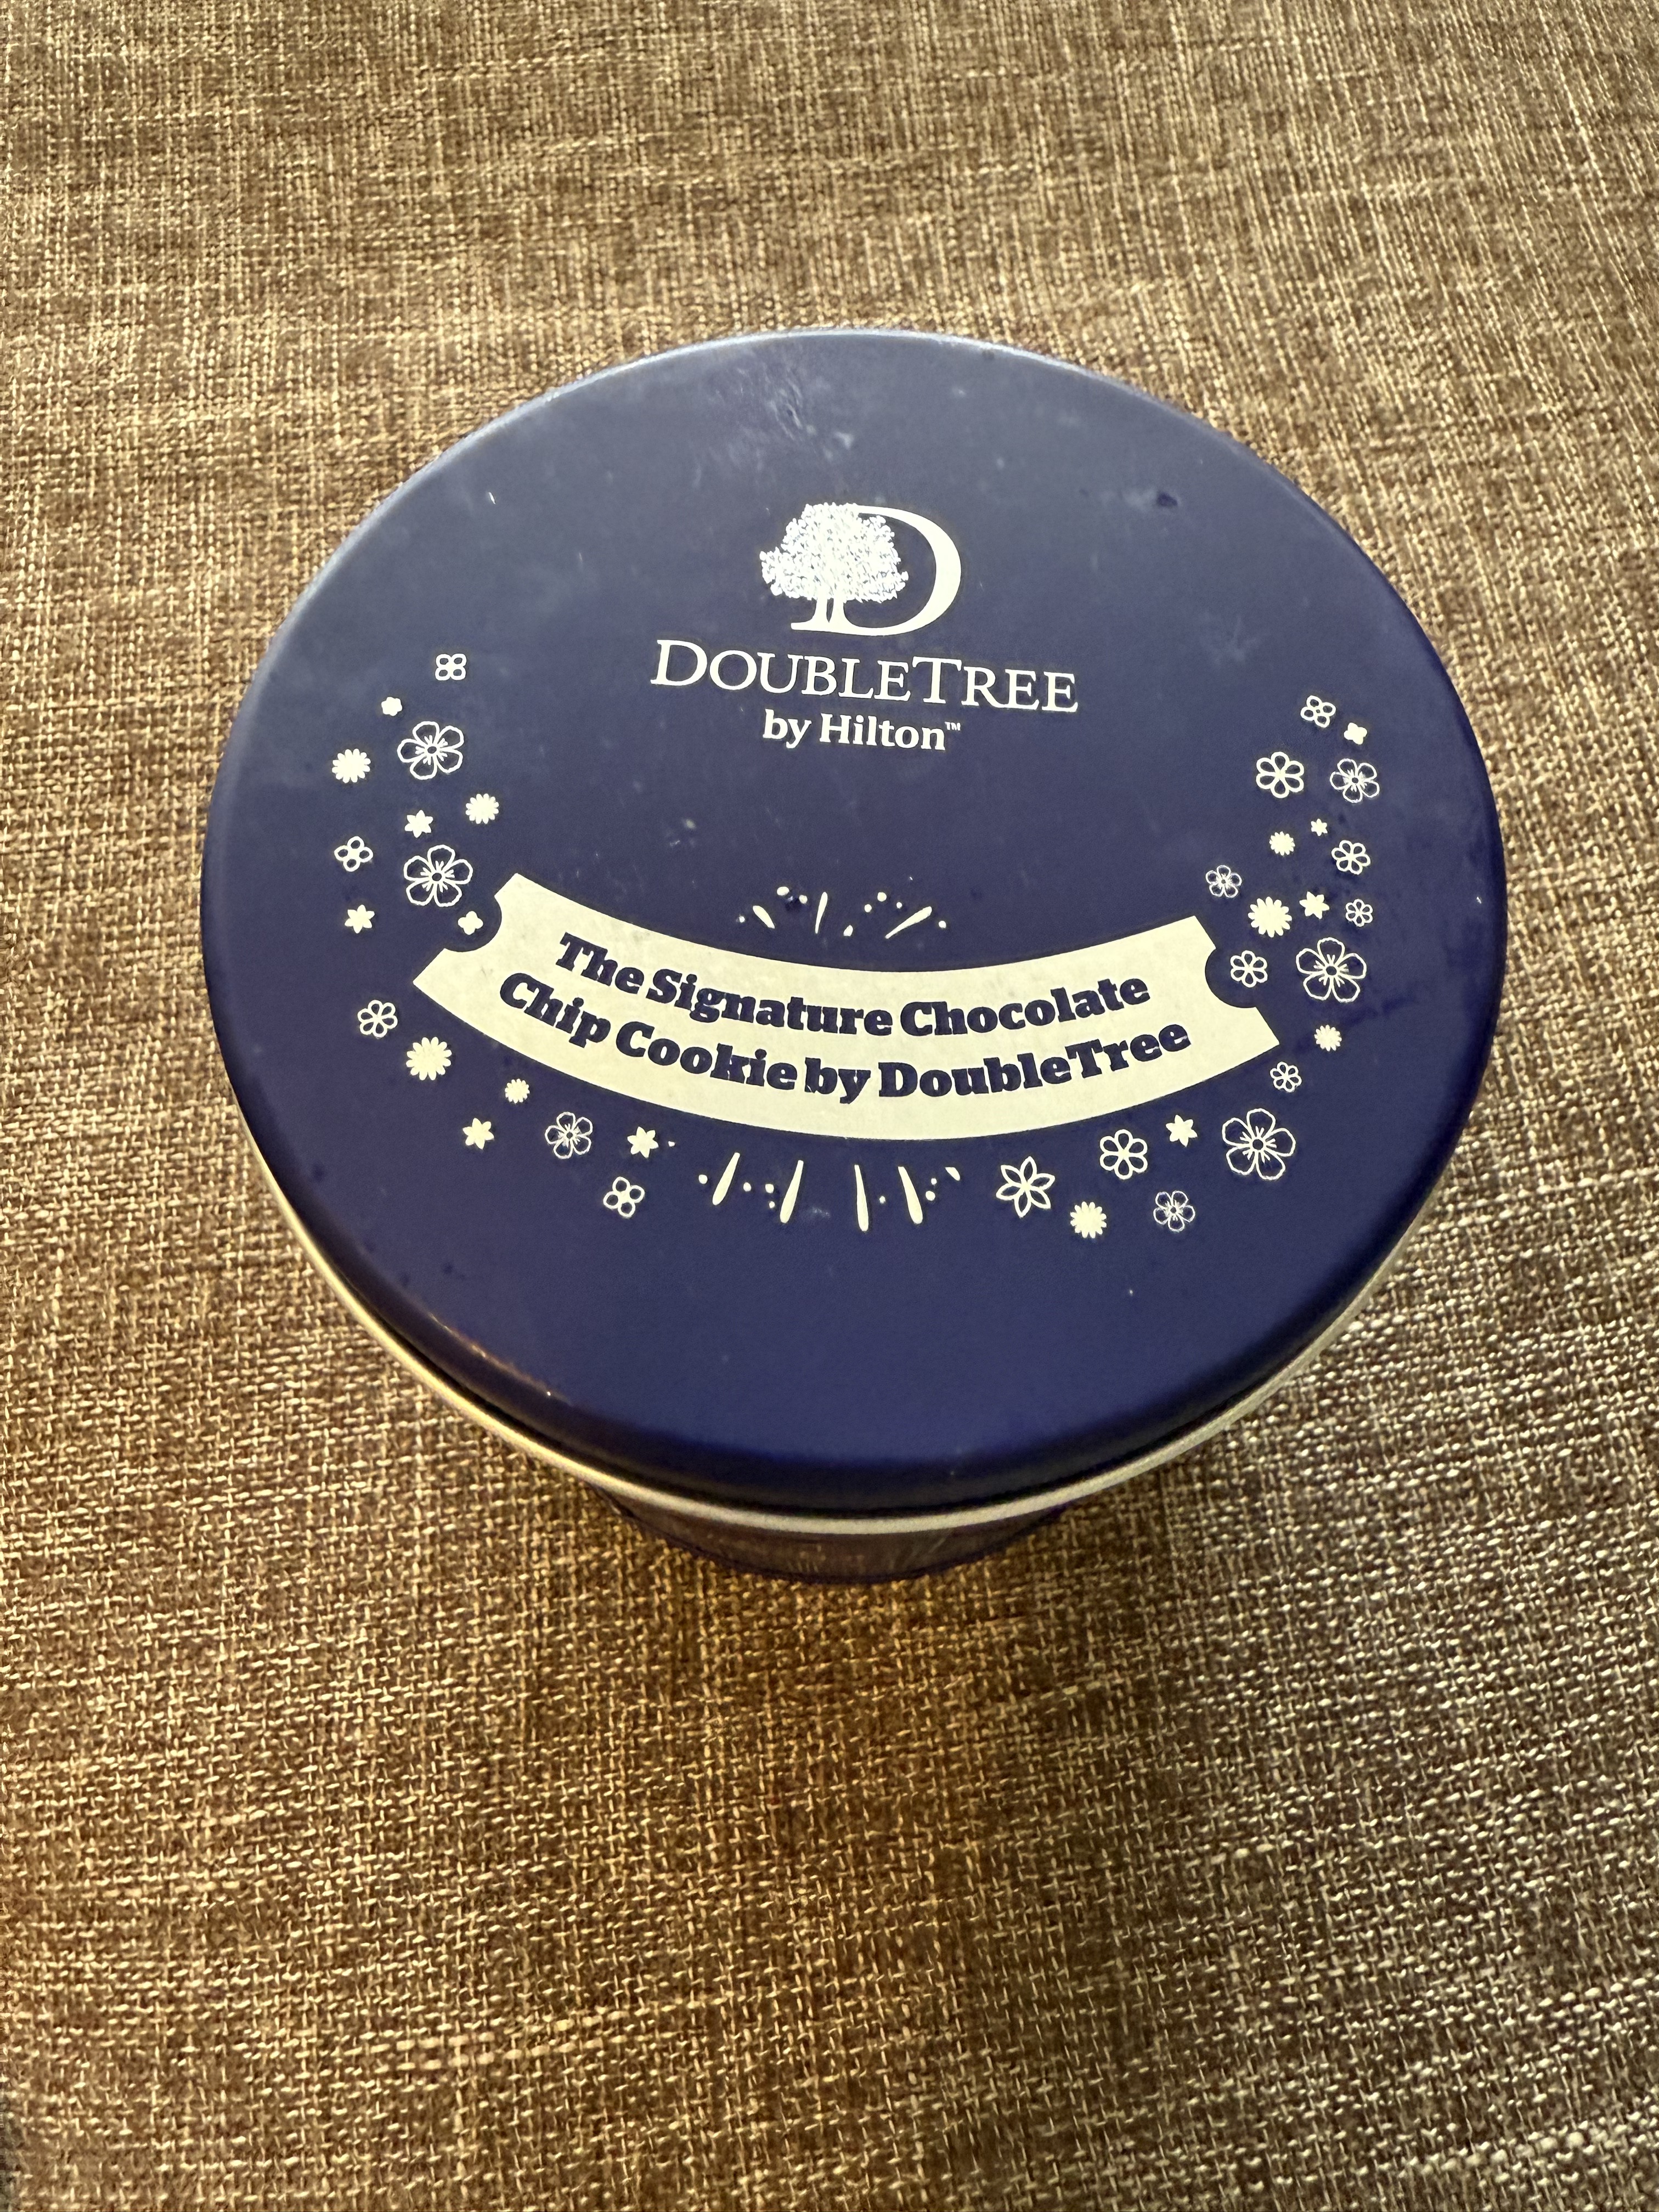 D
DOUBLETREE
by Hilton™
The Signature Chocolate
Chip Cookie by DoubleTree